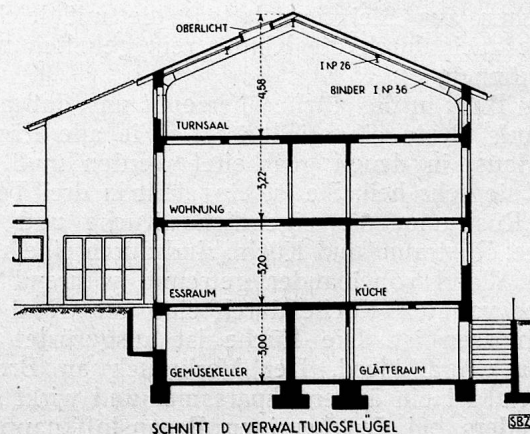 OBERLICHT
4,58
I NP 26
BINDER I NP 36
TURNSAAL
3,22
WOHNUNG
3,20
ESSRAUM
KÜCHE
3,00
GEMÜSEKELLER
GLÄTTERAUM
SCHNITT D VERWALTUNGSFLÜGEL
SBZ